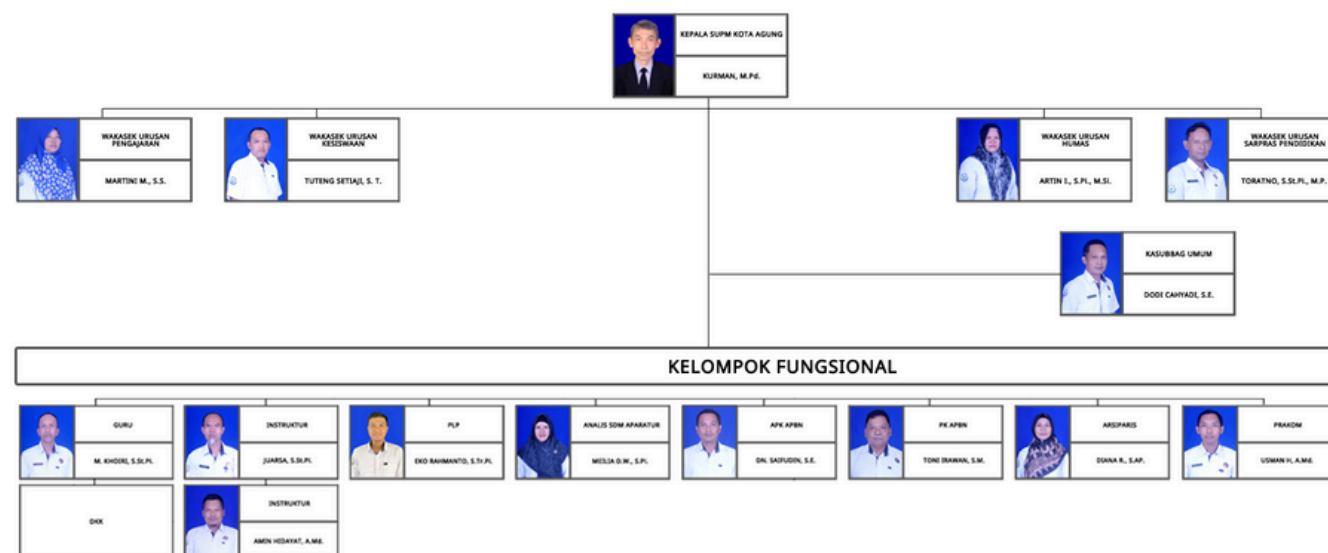 KEPALA SUPM KOTA AGUNG
KURMAN, M.Pd.
WAKASEK URUSAN
PENGAJARAN
MARTINI M., S.S.
WAKASEK URUSAN
KESISWAAN
TUTENG SETIAJI, S. T.
WAKASEK URUSAN
HUMAS
ARTIN I., S.Pi., M.Si.
WAKASEK URUSAN
SARPRAS PENDIDIKAN
TORATNO, S.St.Pi., M.P.
KASUBBAG UMUM
DODI CAHYADI, S.E.
KELOMPOK FUNGSIONAL
GURU
M. KHOIRI, S.St.Pi.
INSTRUKTUR
JUARSA, S.St.Pi.
PLP
EKO RAHMANTO, S.Tr.Pi.
ANALIS SDM APARATUR
MEILIA D.W., S.Pi.
APK APBN
DN. SAIFUDIN, S.E.
PK APBN
TONI IRAWAN, S.M.
ARSIPARIS
DIANA R., S.AP.
PRAKOM
USMAN H, A.Md.
DKK
INSTRUKTUR
AMIN HIDAYAT, A.Md.